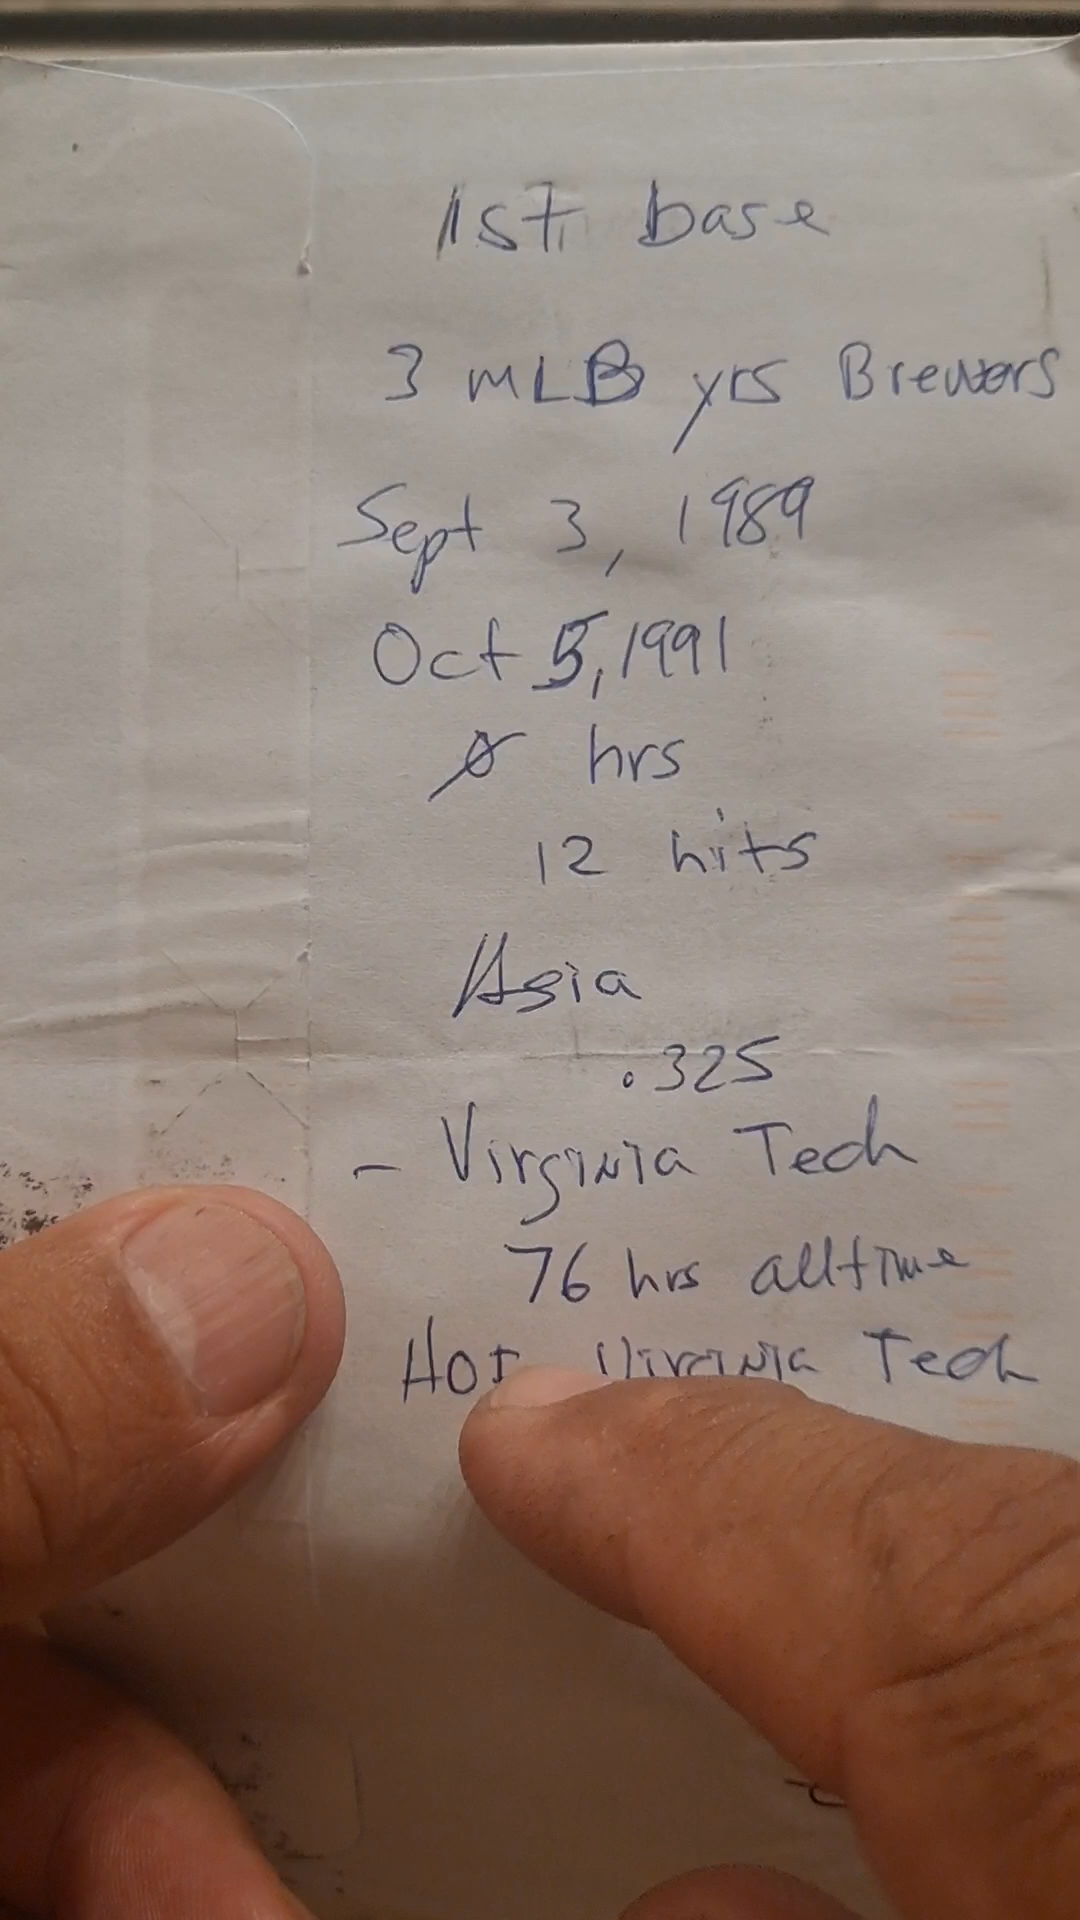 1st base
3 MLB yrs Brewers
Sept 3, 1989
Oct 5, 1991
0 hrs
12 hits
Asia
.325
- Virginia Tech
76 hrs alltime
Virginia Tech